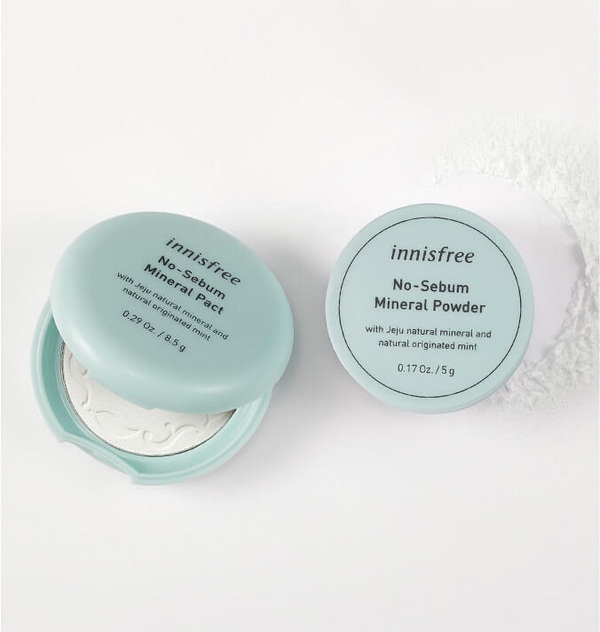 innisfree
No-Sebum
Mineral Pact
with Jeju natural mineral and
natural originated mint
0.29 Oz. / 8.5 g
innisfree
No-Sebum
Mineral Powder
with Jeju natural mineral and
natural originated mint
0.17 Oz. / 5 g